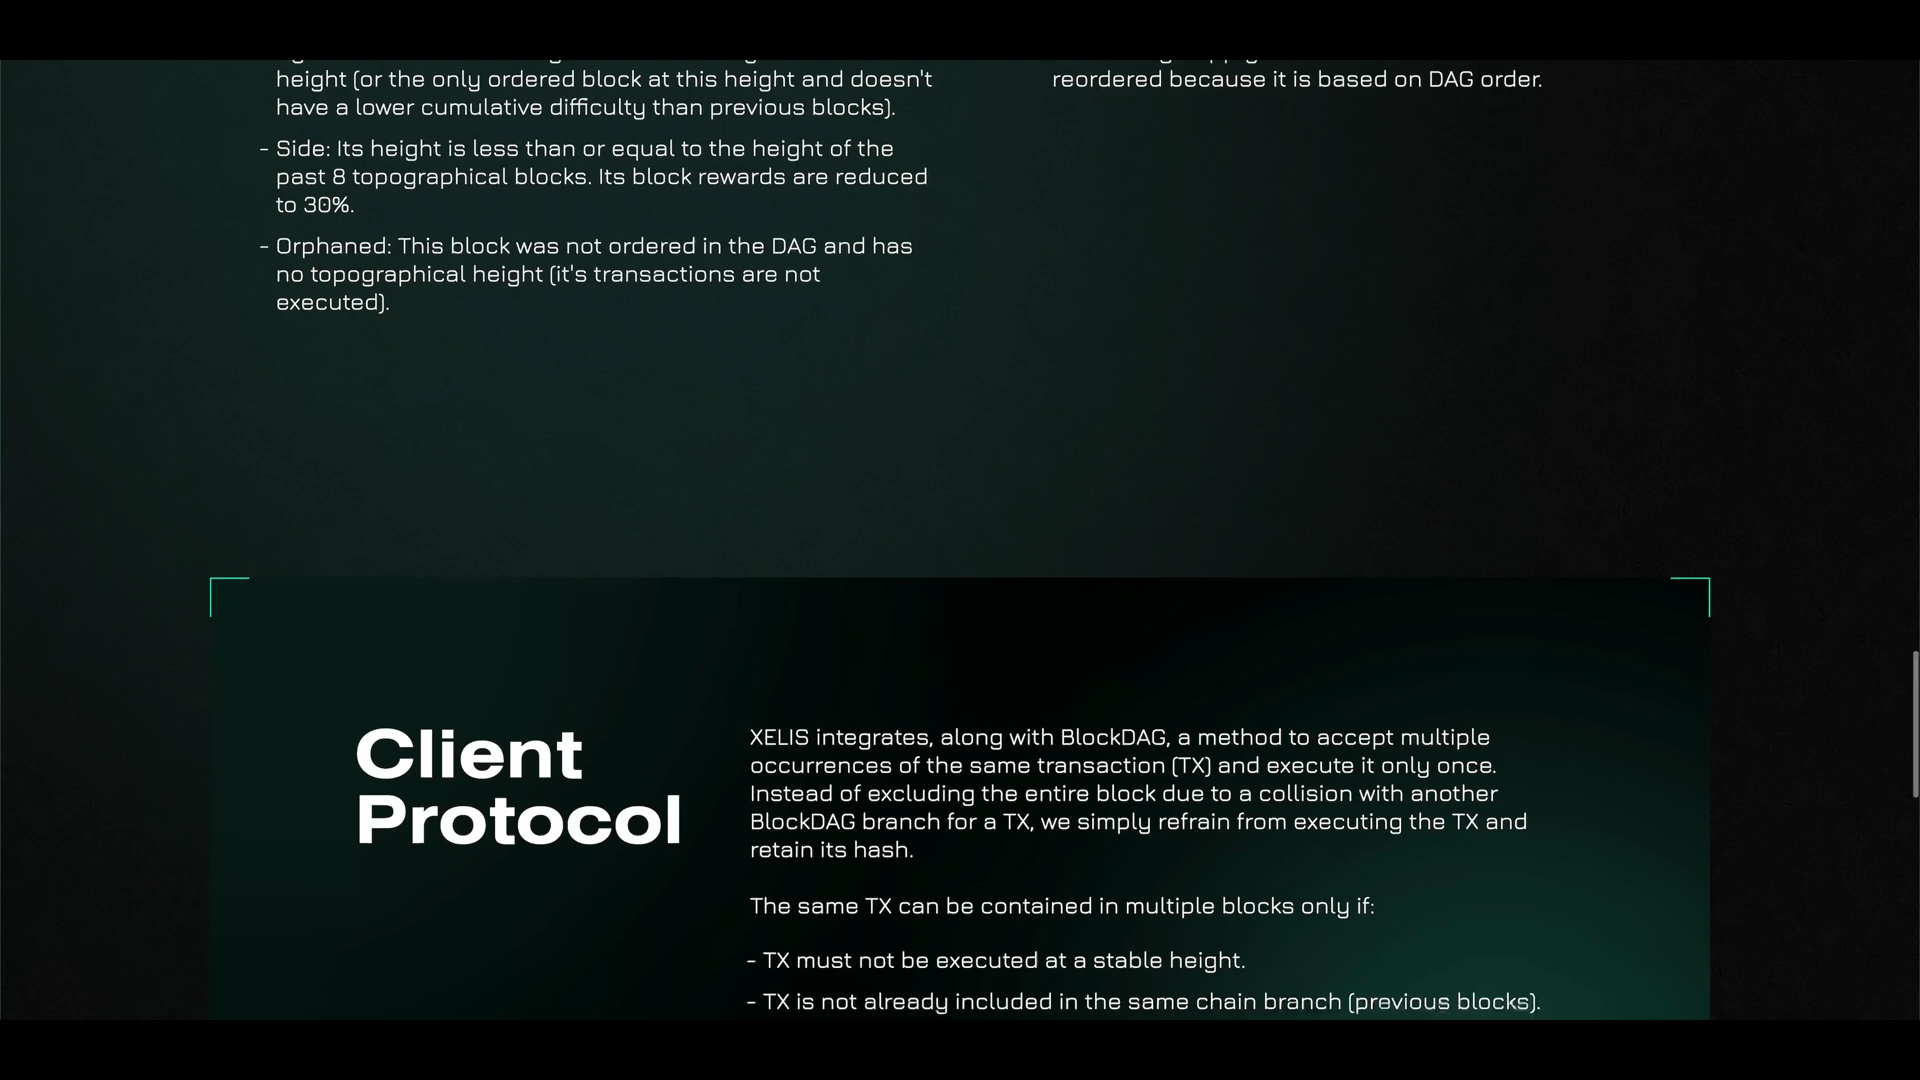 height (or the only ordered block at this height and doesn't
have a lower cumulative difficulty than previous blocks).
- Side: Its height is less than or equal to the height of the
past 8 topographical blocks. Its block rewards are reduced
to 30%.
- Orphaned: This block was not ordered in the DAG and has
no topographical height (it's transactions are not
executed).
reordered because it is based on DAG order.
Client
Protocol
XELIS integrates, along with BlockDAG, a method to accept multiple
occurrences of the same transaction (TX) and execute it only once.
Instead of excluding the entire block due to a collision with another
BlockDAG branch for a TX, we simply refrain from executing the TX and
retain its hash.
The same TX can be contained in multiple blocks only if:
- TX must not be executed at a stable height.
- TX is not already included in the same chain branch (previous blocks).